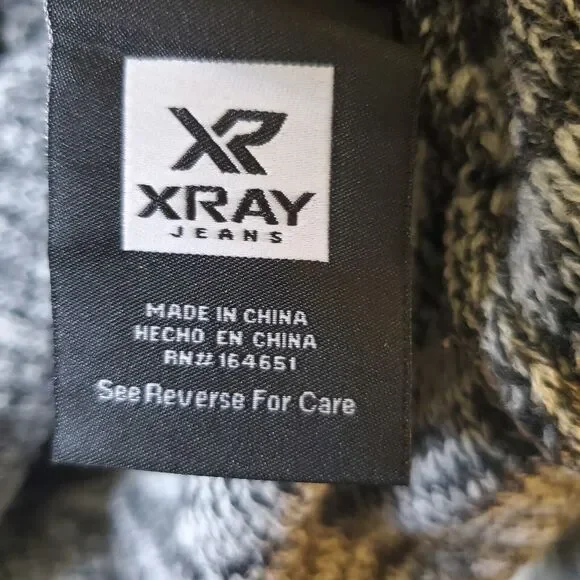 XR
XRAY
JEANS
MADE IN CHINA
HECHO EN CHINA
RN# 164651
See Reverse For Care